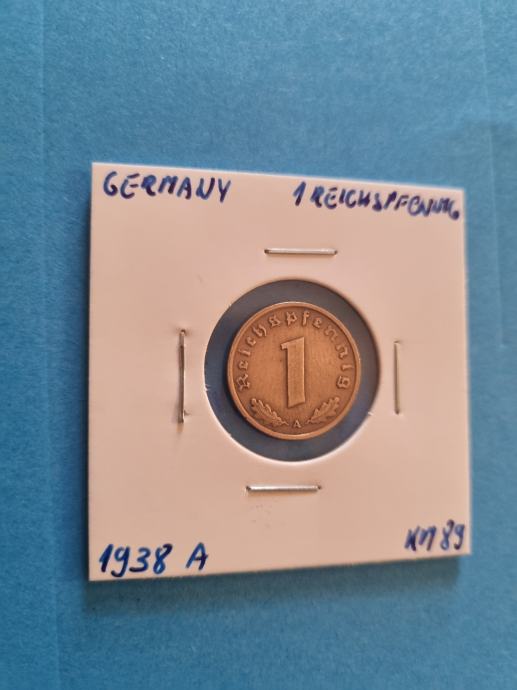 GERMANY 1 REICHSPFENNIG
Reichspfennig
1
A
1938 A KM 89